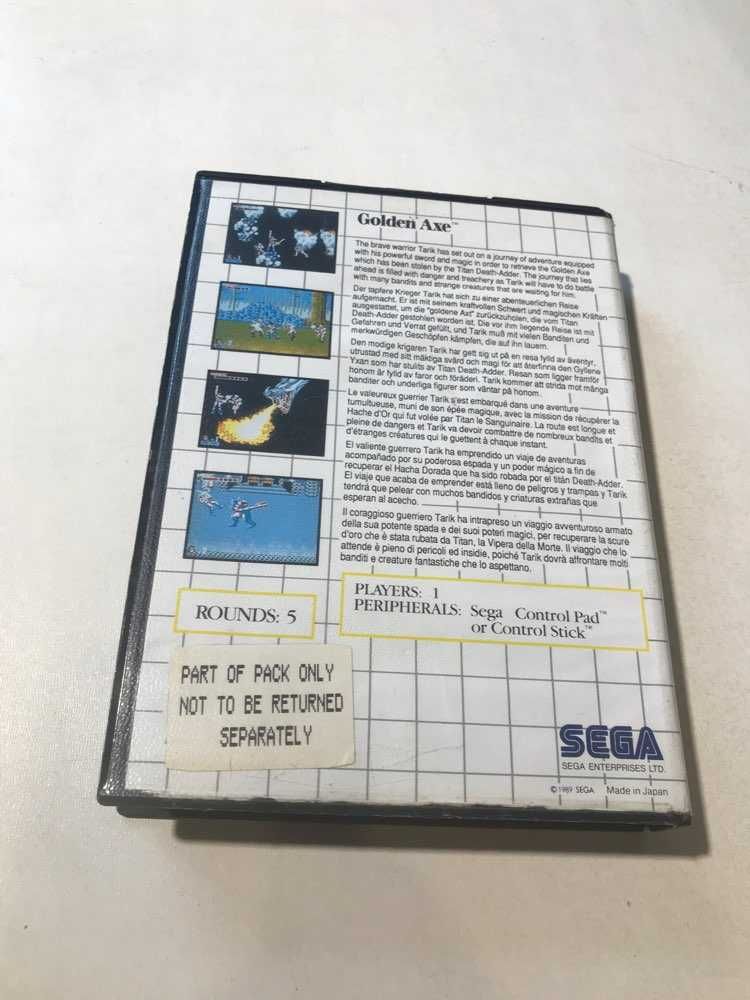 Golden Axe™
The brave warrior Tarik has set out on a journey of adventure equipped
with his powerful sword and magic in order to retrieve the Golden Axe
which has been stolen by the Titan Death-Adder. The journey that lies
ahead is filled with danger and treachery as Tarik will have to do battle
with many bandits and strange creatures that are waiting for him.
Der tapfere Krieger Tarik hat sich zu einer abenteuerlichen Reise
aufgemacht. Er ist mit seinem kraftvollen Schwert und magischen Kräften
ausgestattet, um die "goldene Axt" zurückzuholen, die vom Titan
Death-Adder gestohlen worden ist. Die vor ihm liegende Reise ist mit
Gefahren und Verrat gefüllt, und Tarik muß mit vielen Banditen und
merkwürdigen Geschöpfen kämpfen, die auf ihn lauern.
Den modige krigaren Tarik har gett sig ut på en resa fylld av äventyr,
utrustad med sitt mäktiga svärd och magi för att återfinna den Gyllene
Yxan som har stulits av Titan Death-Adder. Resan som ligger framför
honom är fylld av faror och förräderi. Tarik kommer att strida mot många
banditer och underliga figurer som väntar på honom.
Le valeureux guerrier Tarik s'est embarqué dans une aventure
tumultueuse, muni de son épée magique, avec la mission de récupérer la
Hache d'Or qui fut volée par Titan le Sanguinaire. La route est longue et
pleine de dangers et Tarik va devoir combattre de nombreux bandits et
d'étranges créatures qui le guettent à chaque instant.
El valiente guerrero Tarik ha emprendido un viaje de aventuras
acompañado por su poderosa espada y un poder mágico a fin de
recuperar el Hacha Dorada que ha sido robada por el titán Death-Adder.
El viaje que acaba de emprender está lleno de peligros y trampas y Tarik
tendrá que pelear con muchos bandidos y criaturas extrañas que
esperan al acecho.
Il coraggioso guerriero Tarik ha intrapreso un viaggio avventuroso armato
della sua potente spada e dei suoi poteri magici, per recuperare la scure
d'oro che è stata rubata da Titan, la Vipera della Morte. Il viaggio che lo
attende è pieno di pericoli ed insidie, poiché Tarik dovrà affrontare molti
banditi e creature fantastiche che lo aspettano.
ROUNDS: 5
PLAYERS: 1
PERIPHERALS: Sega Control Pad™
or Control Stick™
PART OF PACK ONLY
NOT TO BE RETURNED
SEPARATELY
SEGA
SEGA ENTERPRISES LTD.
©1989 SEGA Made in Japan